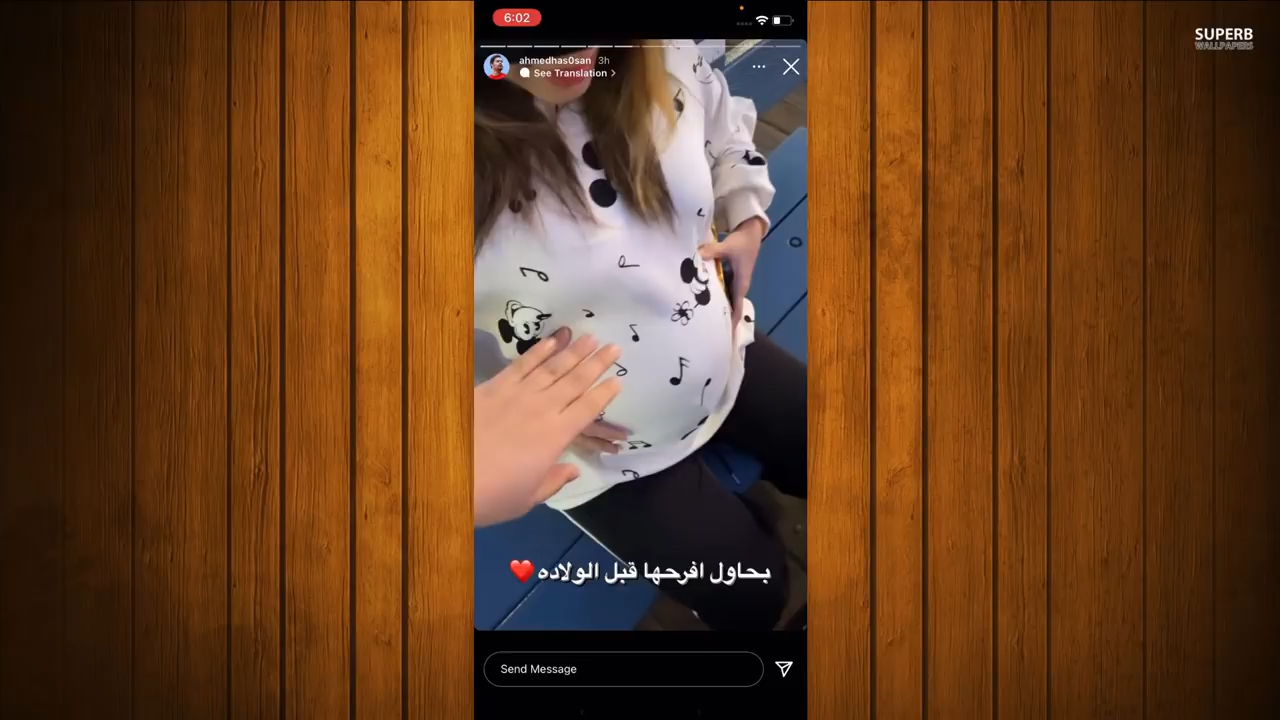 6:02
SUPERB
WALLPAPERS
ahmedhas0san 3h
See Translation
بحاول افرحها قبل الولاده❤️
Send Message